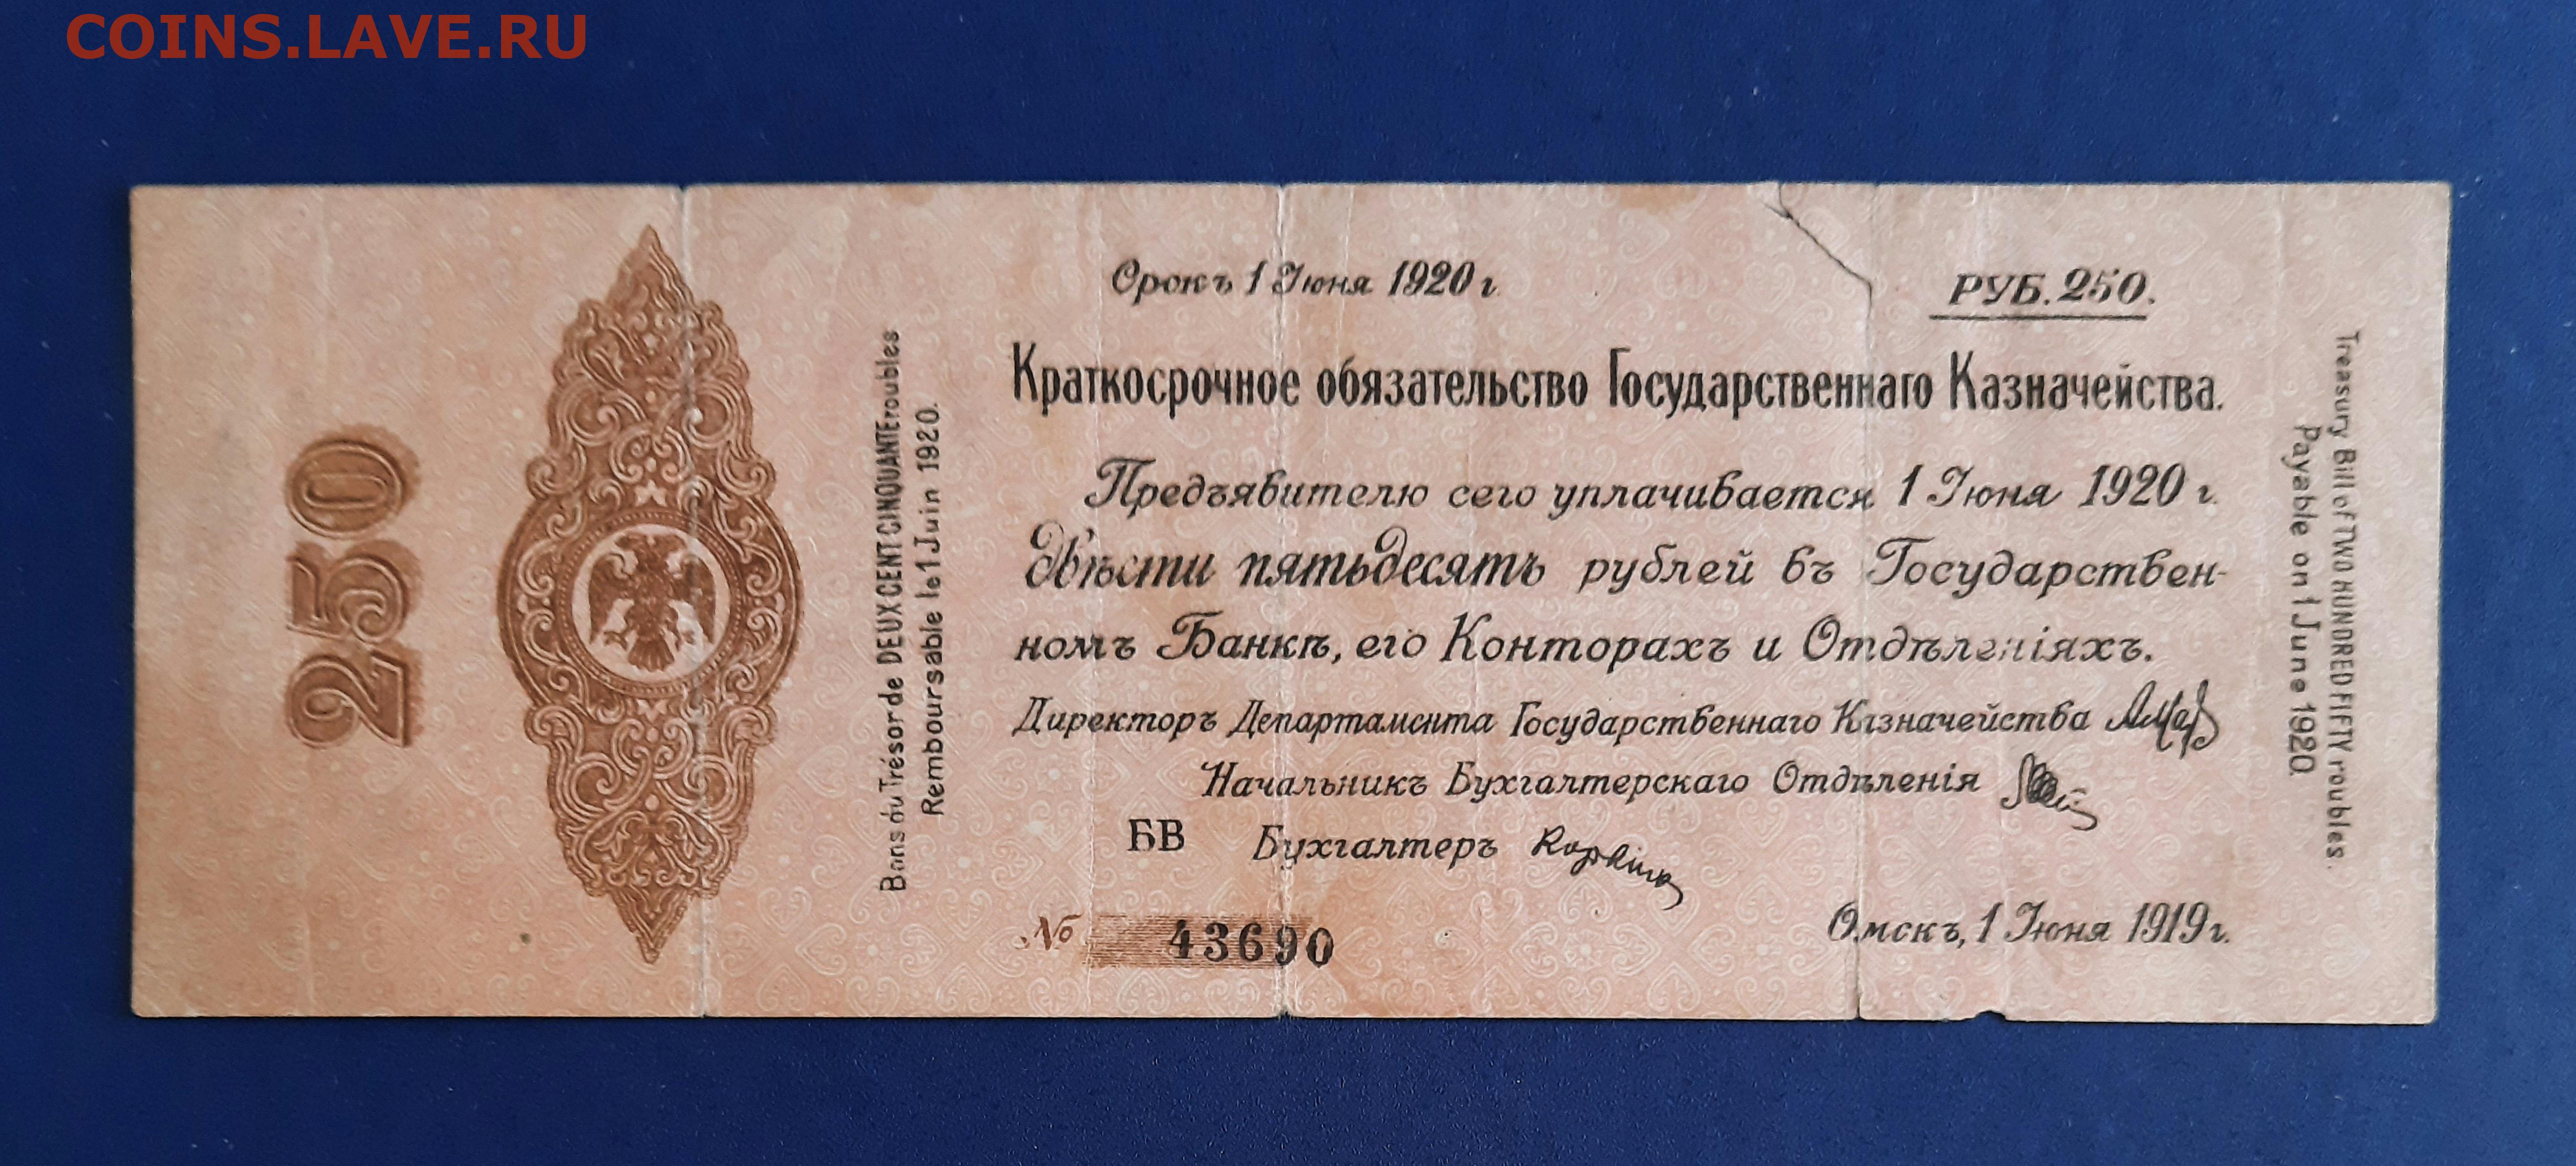 COINS.LAVE.RU
250
Bons du Trésor de DEUX CENT CINQUANTE roubles
Remboursable le 1 Juin 1920.
Срокъ 1 Июня 1920 г.
РУБ. 250.
Краткосрочное обязательство Государственнаго Казначейства.
Предъявителю сего уплачивается 1 Июня 1920 г.
Двѣсти пятьдесятъ рублей въ Государствен-
номъ Банкѣ, его Конторахъ и Отдѣленіяхъ.
Директоръ Департамента Государственнаго Казначейства
Начальникъ Бухгалтерскаго Отдѣленія
БВ Бухгалтеръ
№ 43690
Омскъ, 1 Июня 1919 г.
Treasury Bill of TWO HUNDRED FIFTY roubles.
Payable on 1 June 1920.